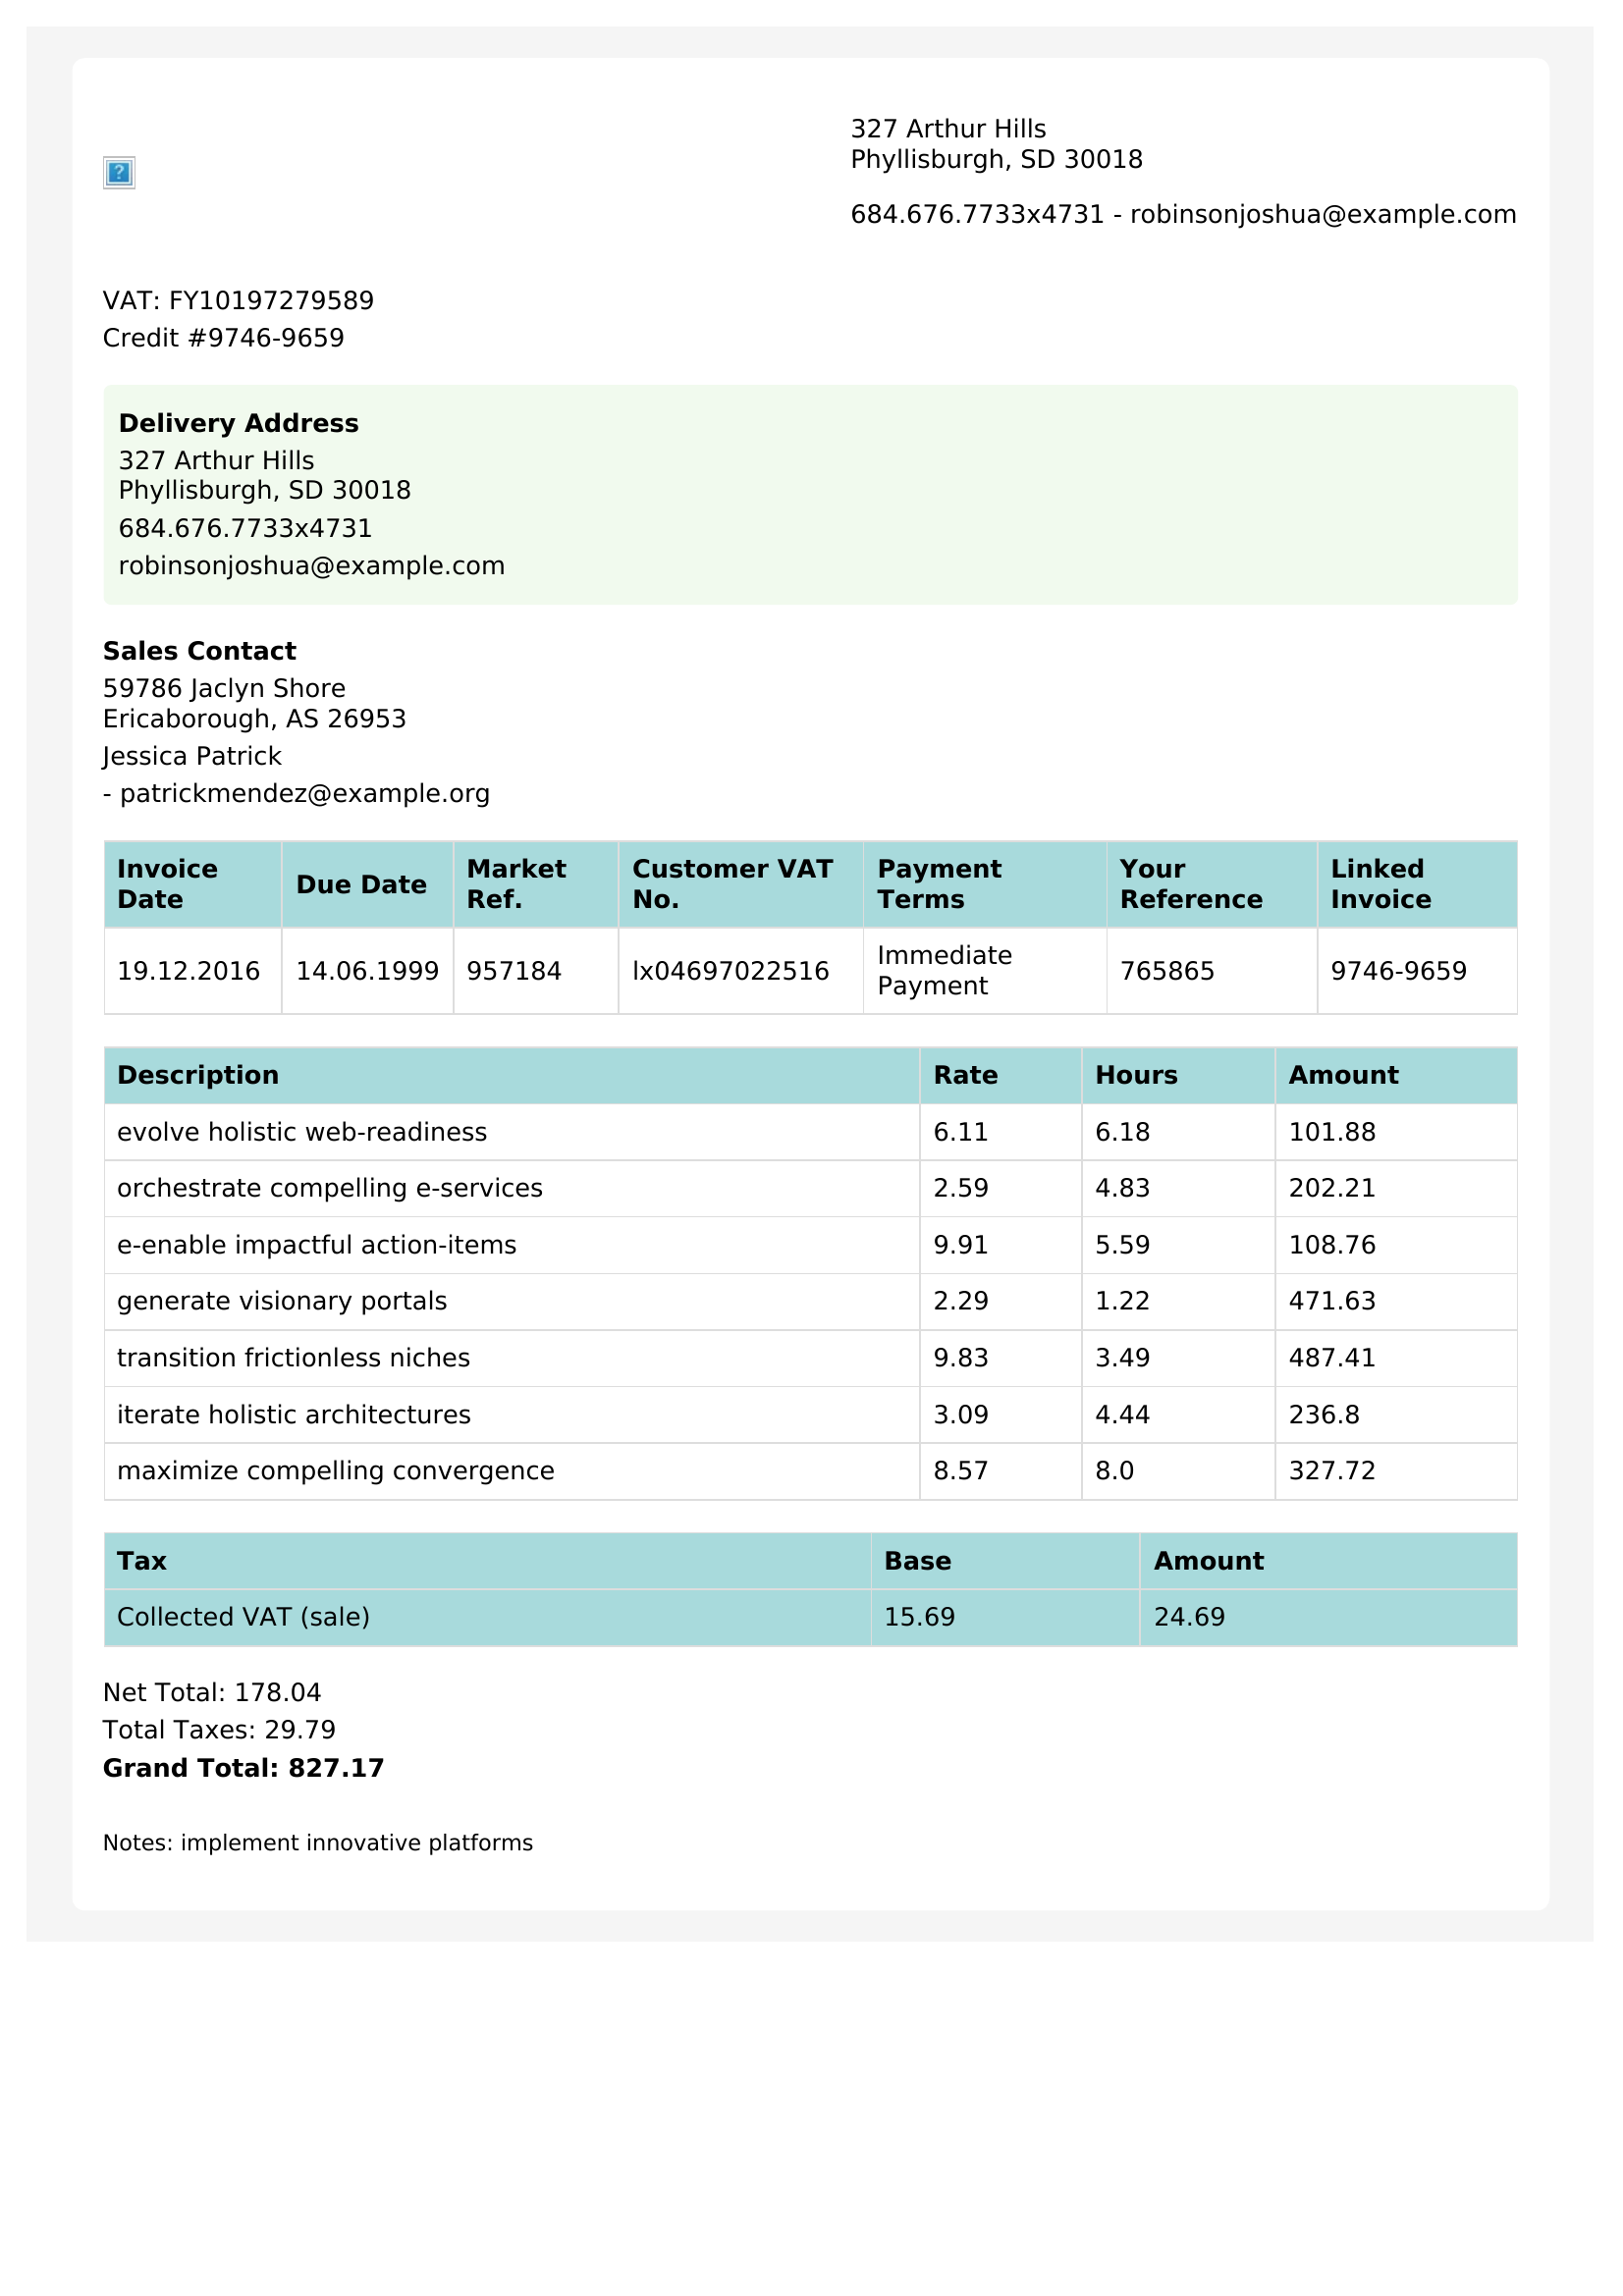 327 Arthur Hills
Phyllisburgh, SD 30018
684.676.7733x4731 - robinsonjoshua@example.com
VAT: FY10197279589
Credit #9746-9659
Delivery Address
327 Arthur Hills
Phyllisburgh, SD 30018
684.676.7733x4731
robinsonjoshua@example.com
Sales Contact
59786 Jaclyn Shore
Ericaborough, AS 26953
Jessica Patrick
- patrickmendez@example.org
Invoice Date Due Date Market Ref. Customer VAT No. Payment Terms Your Reference Linked Invoice
19.12.2016 14.06.1999 957184 lx04697022516 Immediate Payment 765865 9746-9659
Description Rate Hours Amount
evolve holistic web-readiness 6.11 6.18 101.88
orchestrate compelling e-services 2.59 4.83 202.21
e-enable impactful action-items 9.91 5.59 108.76
generate visionary portals 2.29 1.22 471.63
transition frictionless niches 9.83 3.49 487.41
iterate holistic architectures 3.09 4.44 236.8
maximize compelling convergence 8.57 8.0 327.72
Tax Base Amount
Collected VAT (sale) 15.69 24.69
Net Total: 178.04
Total Taxes: 29.79
Grand Total: 827.17
Notes: implement innovative platforms